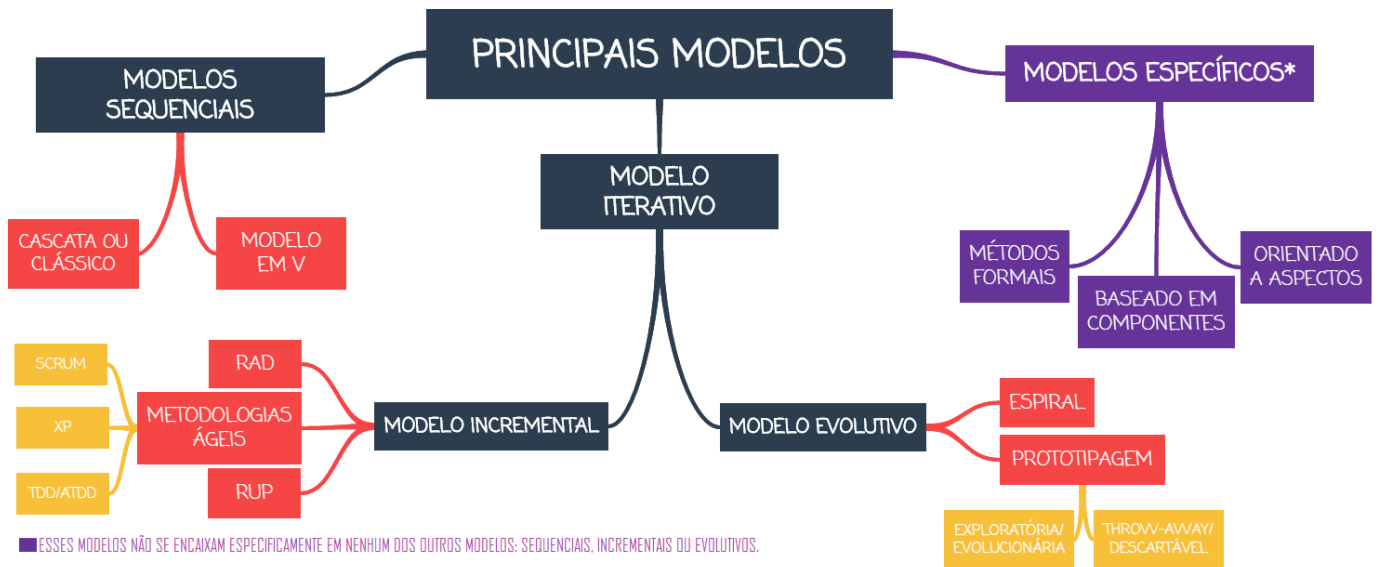 PRINCIPAIS MODELOS
MODELOS
SEQUENCIAIS
MODELOS ESPECÍFICOS*
MODELO
ITERATIVO
CASCATA OU
CLÁSSICO
MODELO
EM V
MÉTODOS
FORMAIS
BASEADO EM
COMPONENTES
ORIENTADO
A ASPECTOS
SCRUM
XP
TDD/ATDD
RAD
METODOLOGIAS
ÁGEIS
RUP
MODELO INCREMENTAL
MODELO EVOLUTIVO
ESPIRAL
PROTOTIPAGEM
EXPLORATÓRIA/
EVOLUCIONÁRIA
THROW-AWAY/
DESCARTÁVEL
ESSES MODELOS NÃO SE ENCAIXAM ESPECIFICAMENTE EM NENHUM DOS OUTROS MODELOS: SEQUENCIAIS, INCREMENTAIS OU EVOLUTIVOS.